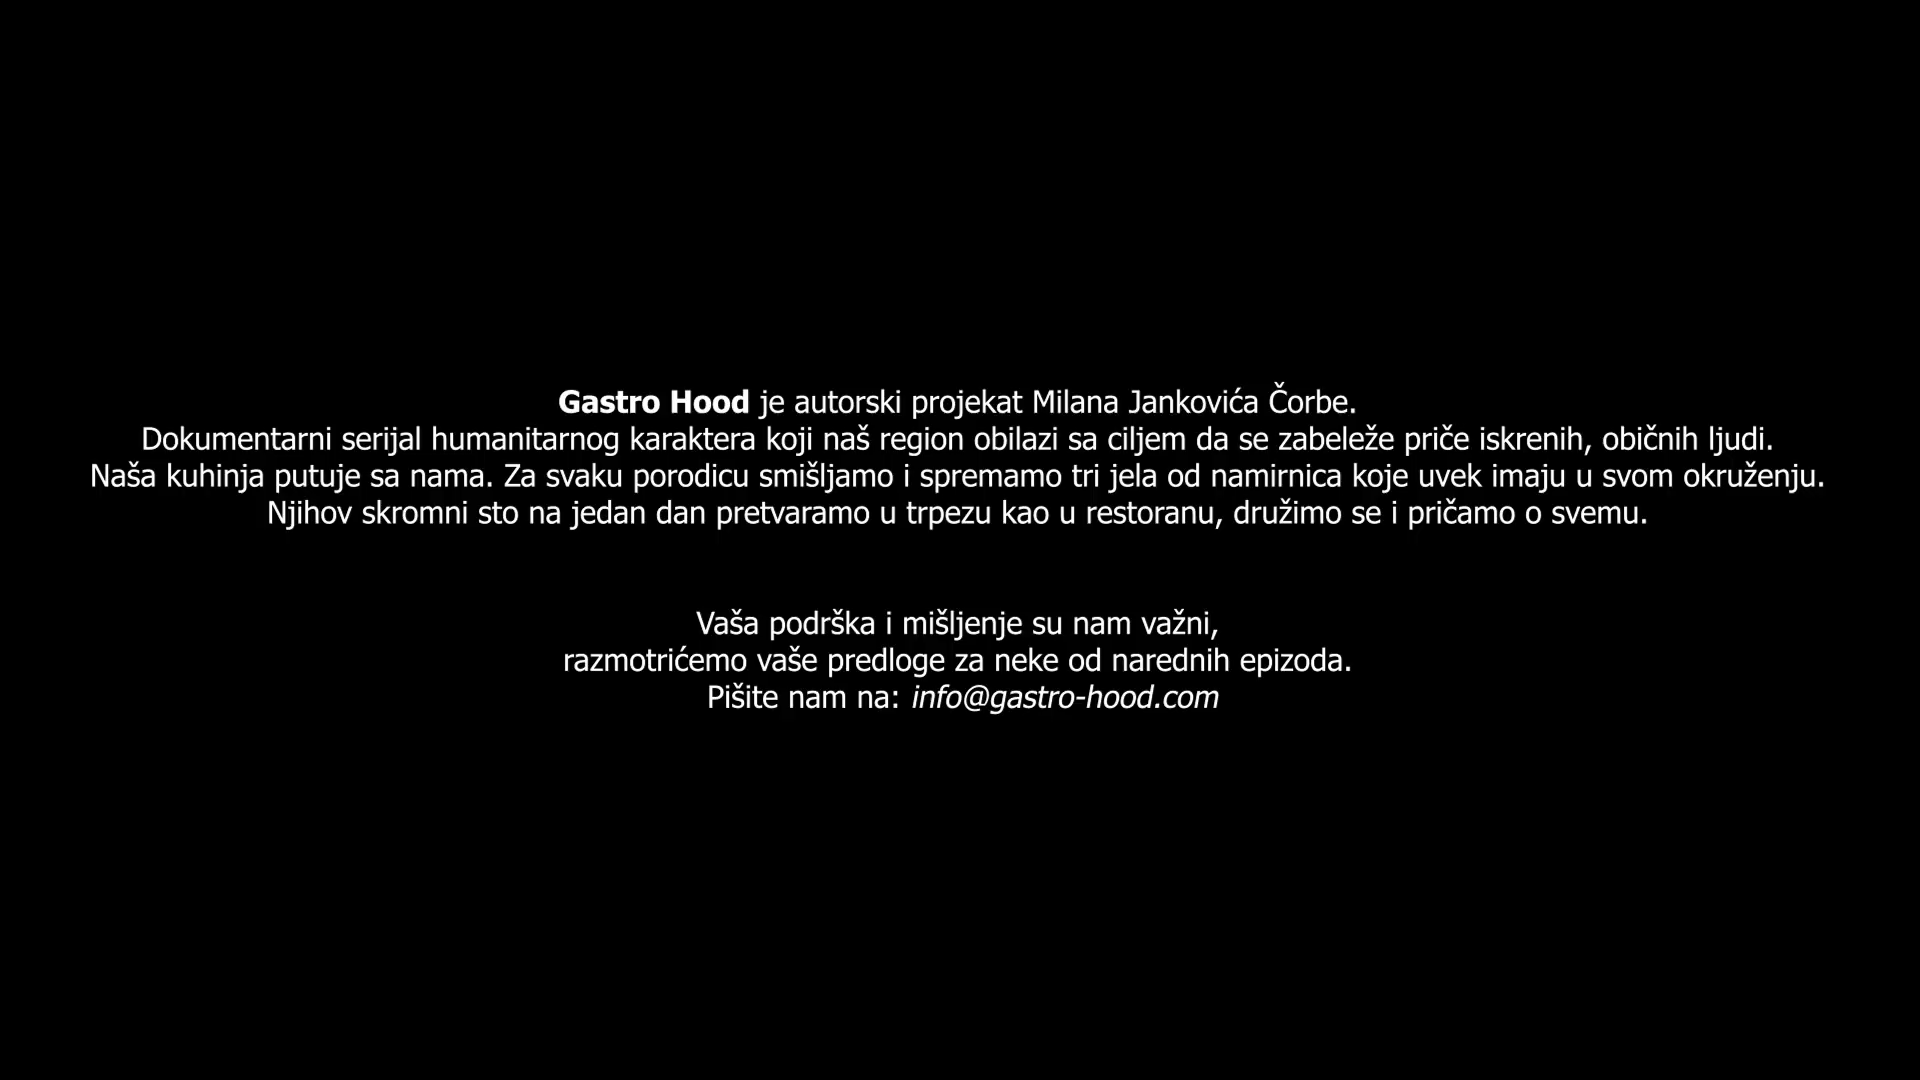 Gastro Hood je autorski projekat Milana Jankovića Čorbe.
Dokumentarni serijal humanitarnog karaktera koji naš region obilazi sa ciljem da se zabeleže priče iskrenih, običnih ljudi.
Naša kuhinja putuje sa nama. Za svaku porodicu smišljamo i spremamo tri jela od namirnica koje uvek imaju u svom okruženju.
Njihov skromni sto na jedan dan pretvaramo u trpezu kao u restoranu, družimo se i pričamo o svemu.
Vaša podrška i mišljenje su nam važni,
razmotrićemo vaše predloge za neke od narednih epizoda.
Pišite nam na: info@gastro-hood.com